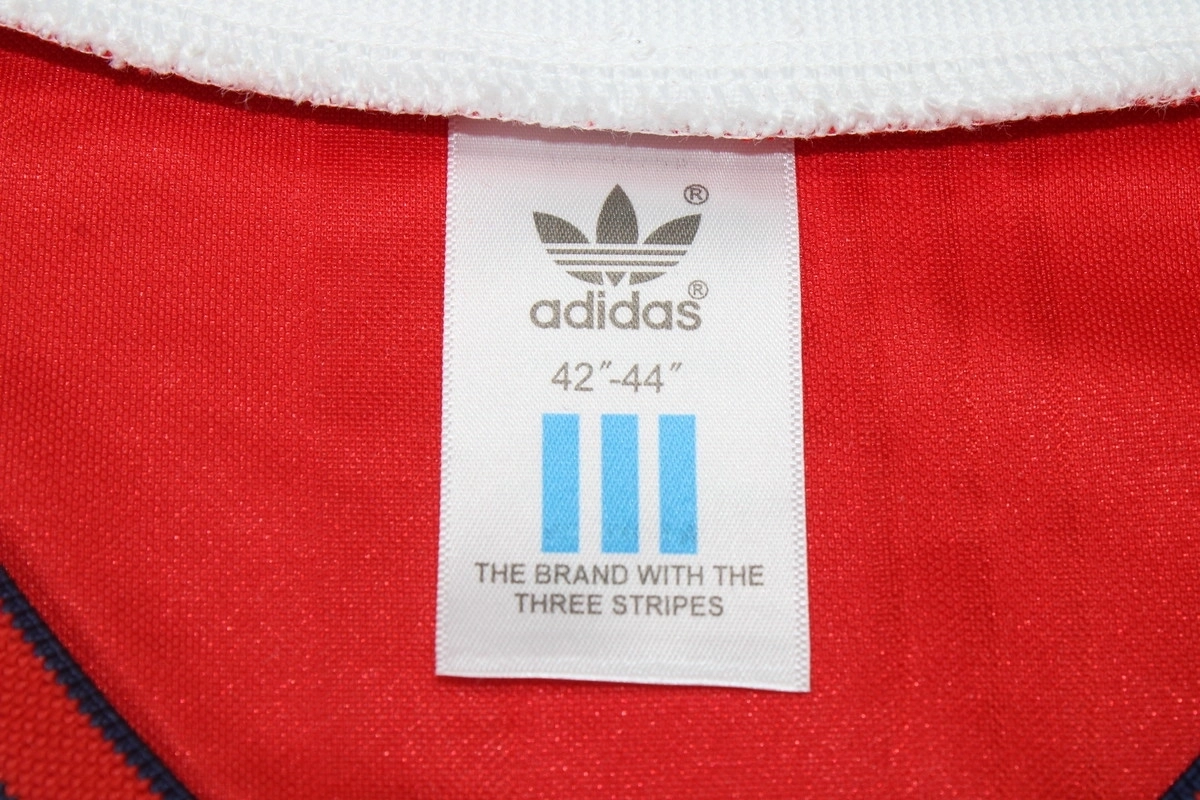 ®
adidas®
42"-44"
THE BRAND WITH THE
THREE STRIPES